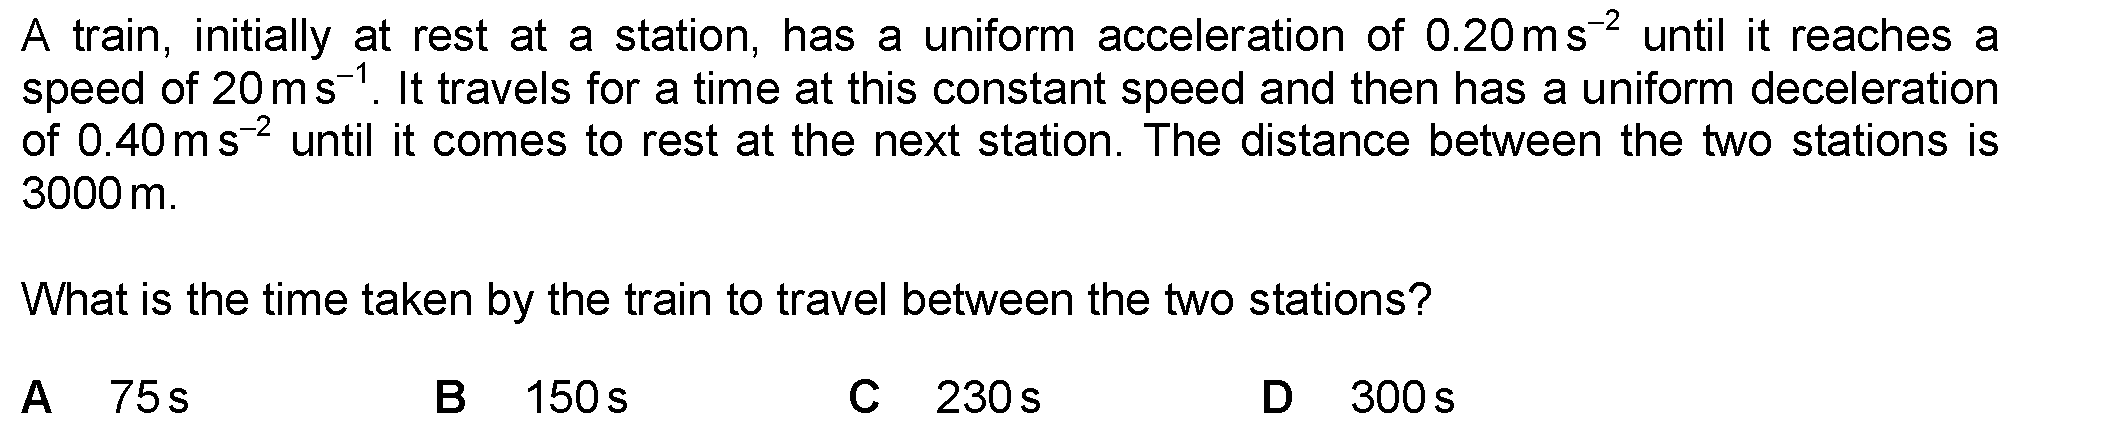 A train, initially at rest at a station, has a uniform acceleration of 0.20 m s⁻² until it reaches a
speed of 20 m s⁻¹. It travels for a time at this constant speed and then has a uniform deceleration
of 0.40 m s⁻² until it comes to rest at the next station. The distance between the two stations is
3000 m.
What is the time taken by the train to travel between the two stations?
A 75 s B 150 s C 230 s D 300 s